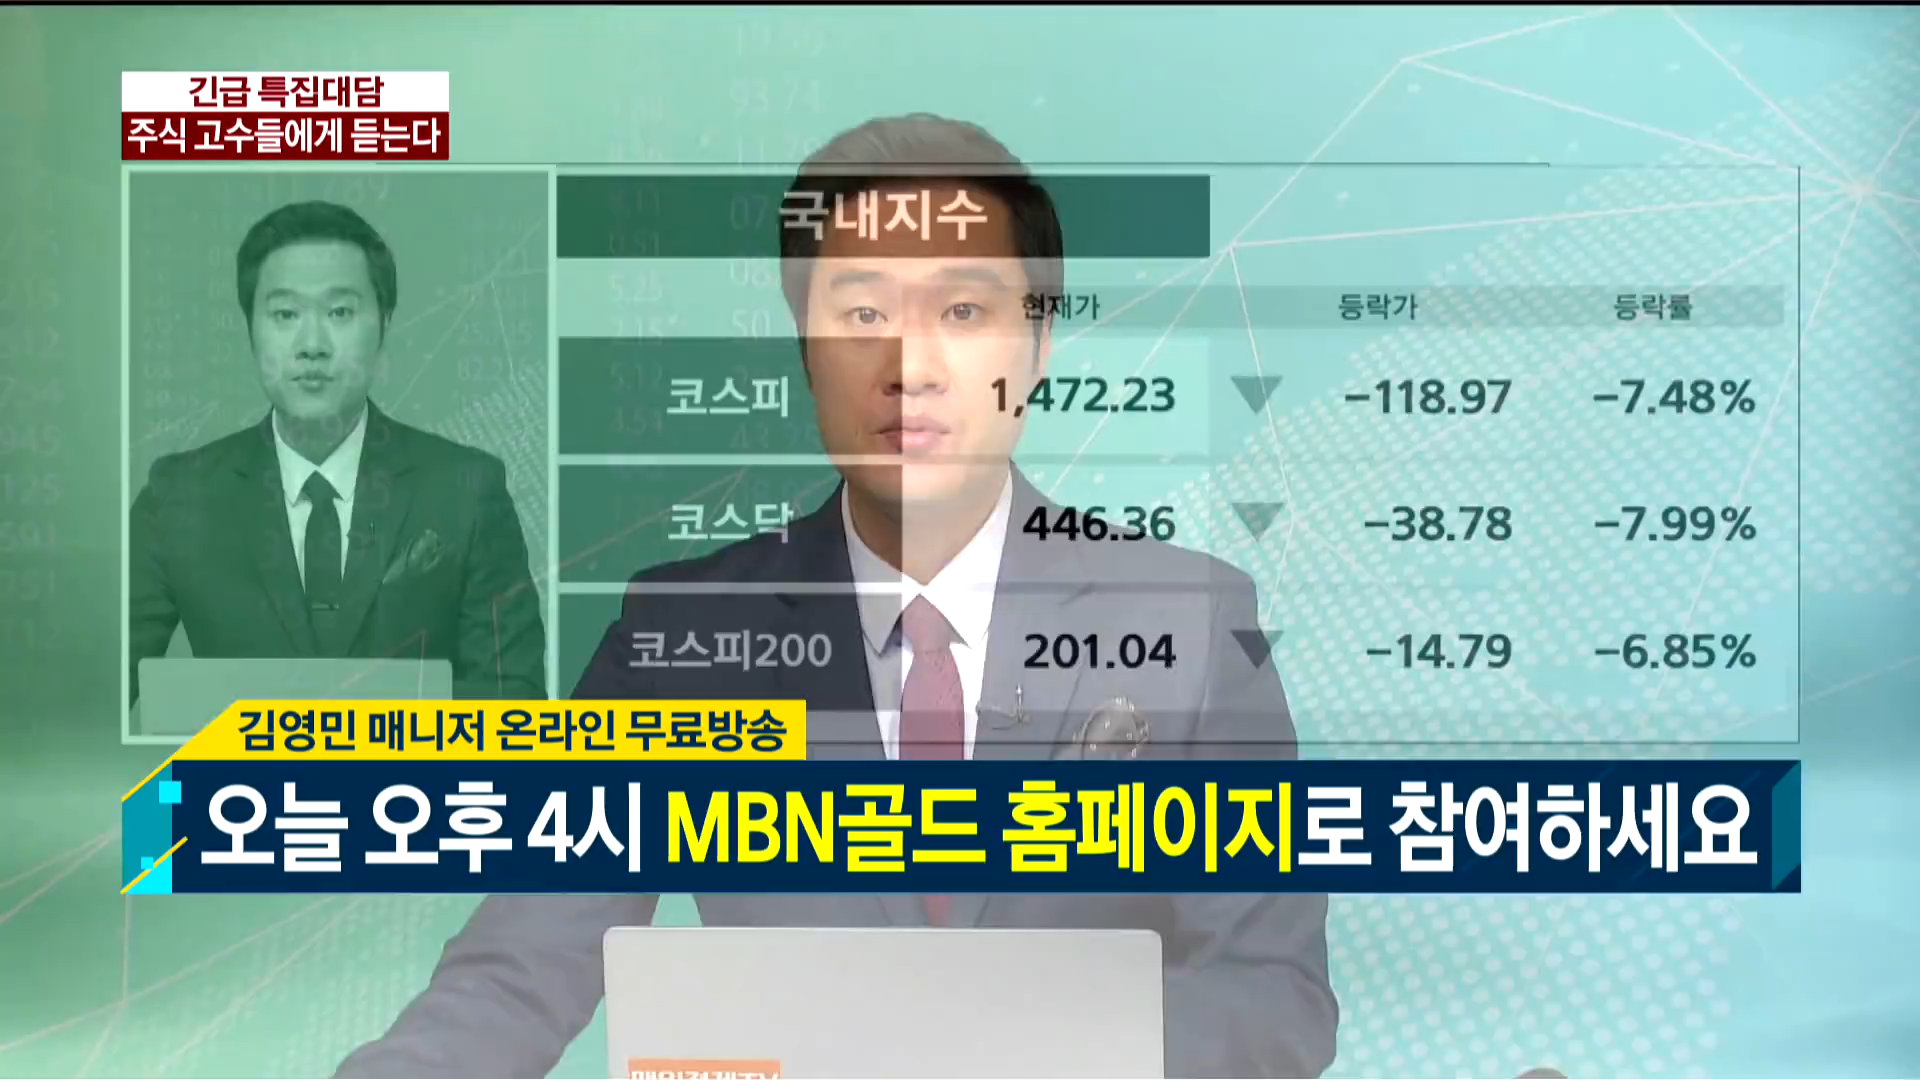 긴급 특집대담
주식 고수들에게 듣는다
국내지수
현재가 등락가 등락률
코스피 1,472.23 ▼ -118.97 -7.48%
코스닥 446.36 ▼ -38.78 -7.99%
코스피200 201.04 ▼ -14.79 -6.85%
김영민 매니저 온라인 무료방송
오늘 오후 4시 MBN골드 홈페이지로 참여하세요